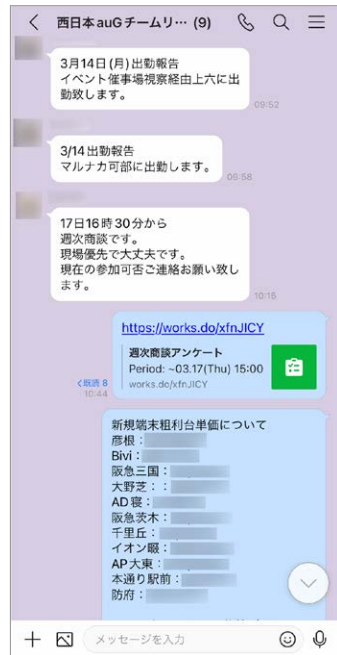 西日本auGチームリ… (9)
3月14日(月)出勤報告
イベント催事場視察経由上六に出
勤致します。
09:52
3/14出勤報告
マルナカ可部に出勤します。
06:58
17日16時30分から
週次商談です。
現場優先で大丈夫です。
現在の参加可否ご連絡お願い致し
ます。
10:15
https://works.do/xfnJICY
週次商談アンケート
Period: ~03.17(Thu) 15:00
works.do/xfnJICY
既読 8
10:44
新規端末粗利台単価について
彦根：
Bivi：
阪急三国：
大野芝：：
AD寝：
阪急茨木：
千里丘：
イオン暇：
AP大東：
本通り駅前：
防府：
メッセージを入力